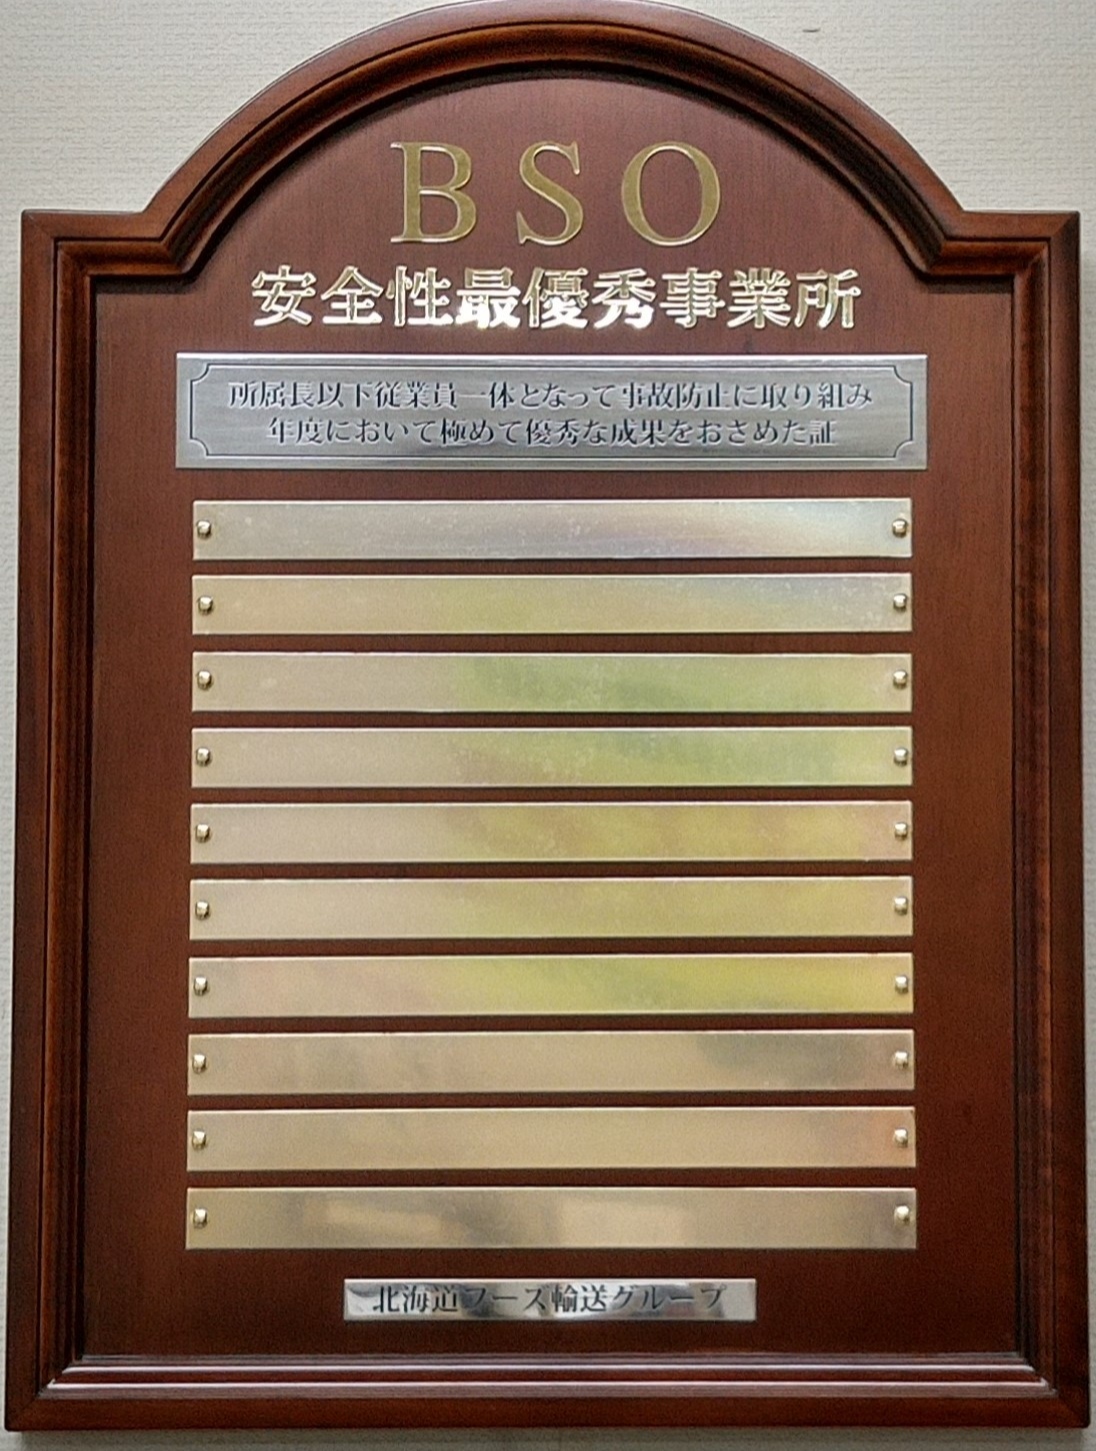 BSO
安全性最優秀事業所
所属長以下従業員一体となって事故防止に取り組み
年度において極めて優秀な成果をおさめた証
北海道フーズ輸送グループ